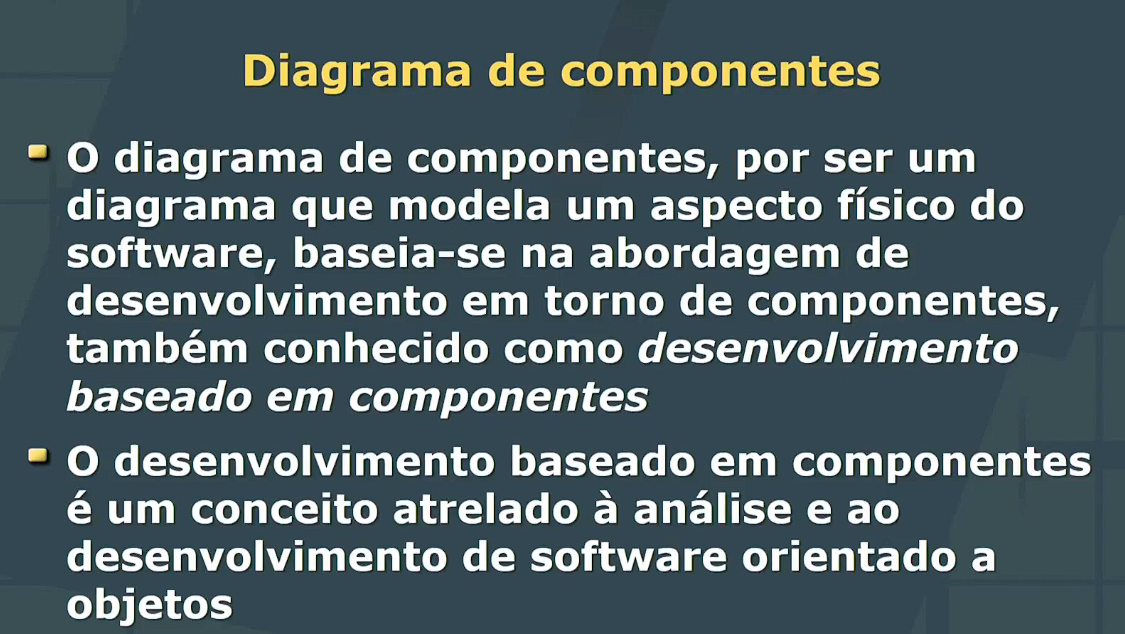 Diagrama de componentes
O diagrama de componentes, por ser um
diagrama que modela um aspecto físico do
software, baseia-se na abordagem de
desenvolvimento em torno de componentes,
também conhecido como desenvolvimento
baseado em componentes
O desenvolvimento baseado em componentes
é um conceito atrelado à análise e ao
desenvolvimento de software orientado a
objetos